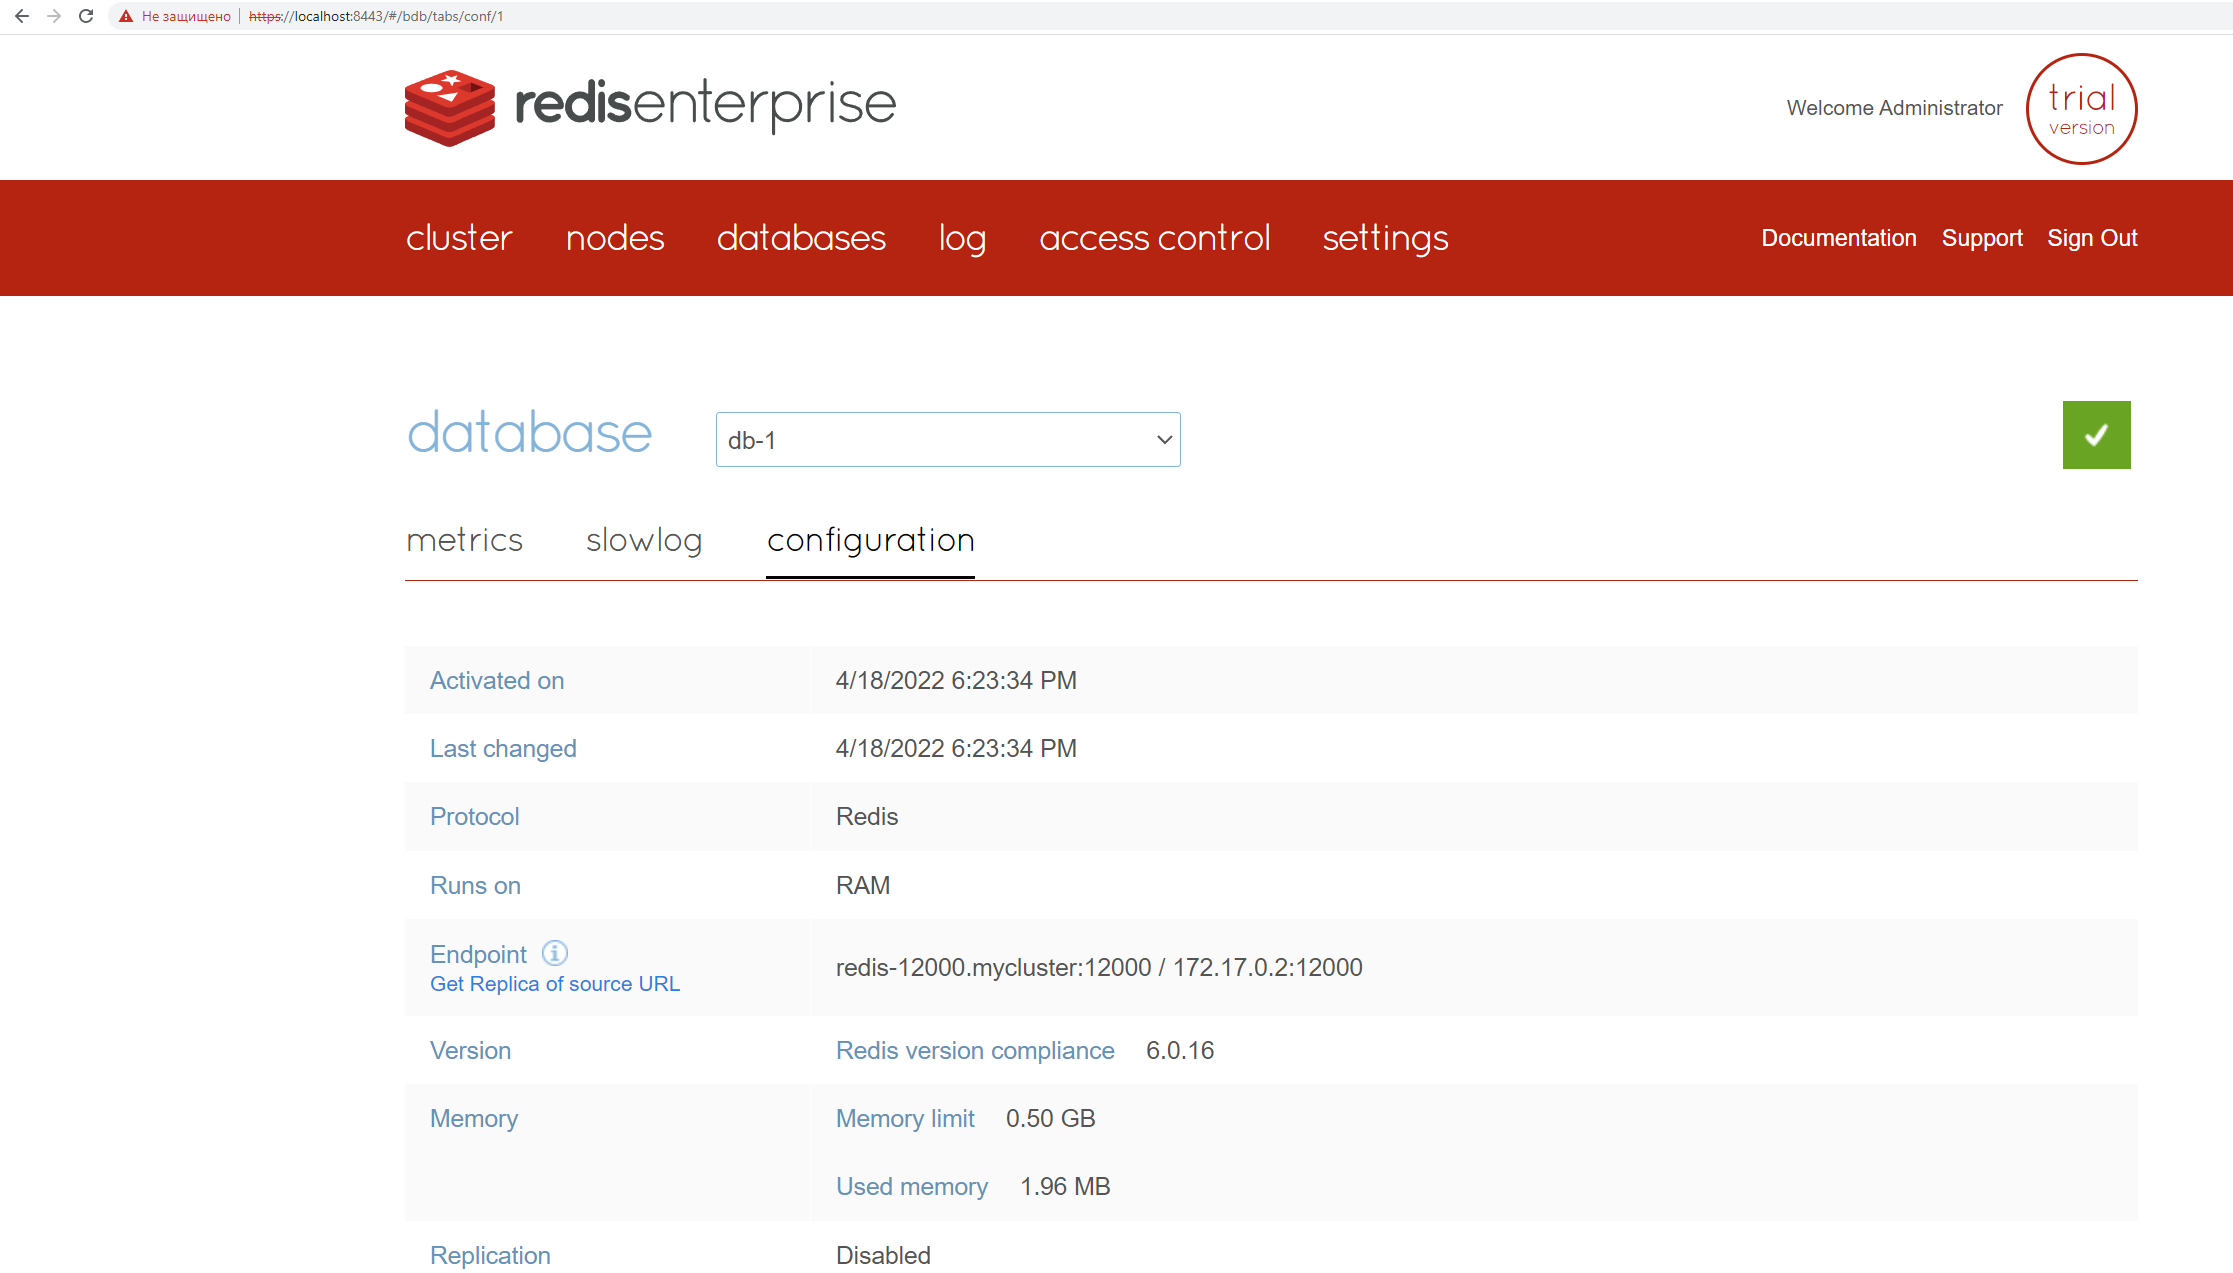 Не защищено https://localhost:8443/#/bdb/tabs/conf/1
redisenterprise
Welcome Administrator
trial
version
cluster nodes databases log access control settings Documentation Support Sign Out
database db-1
metrics slowlog configuration
Activated on 4/18/2022 6:23:34 PM
Last changed 4/18/2022 6:23:34 PM
Protocol Redis
Runs on RAM
Endpoint redis-12000.mycluster:12000 / 172.17.0.2:12000
Get Replica of source URL
Version Redis version compliance 6.0.16
Memory Memory limit 0.50 GB
Used memory 1.96 MB
Replication Disabled